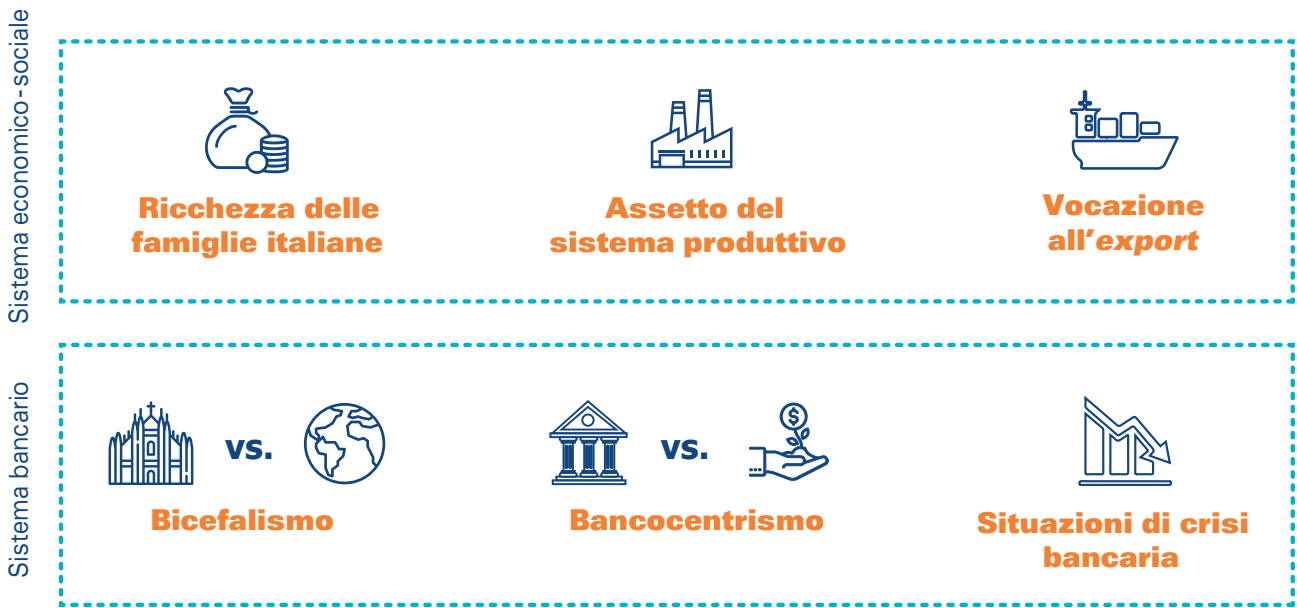 Sistema economico-sociale
Ricchezza delle
famiglie italiane
Assetto del
sistema produttivo
Vocazione
all'export
Sistema bancario
vs.
Bicefalismo
vs.
$
Bancocentrismo
Situazioni di crisi
bancaria